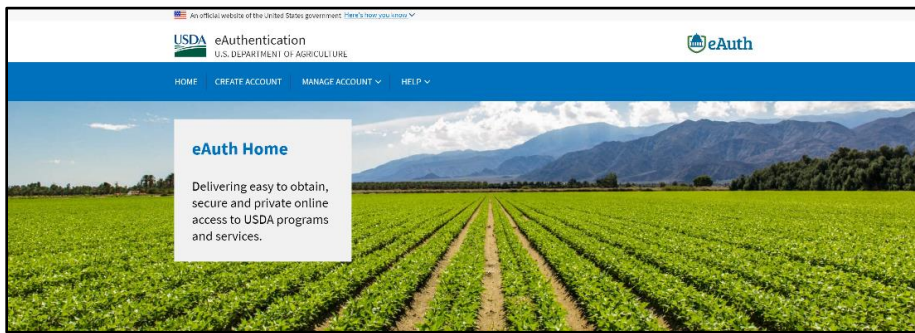 An official website of the United States government Here's how you know
USDA eAuthentication
U.S. DEPARTMENT OF AGRICULTURE
eAuth
HOME CREATE ACCOUNT MANAGE ACCOUNT HELP
eAuth Home
Delivering easy to obtain,
secure and private online
access to USDA programs
and services.